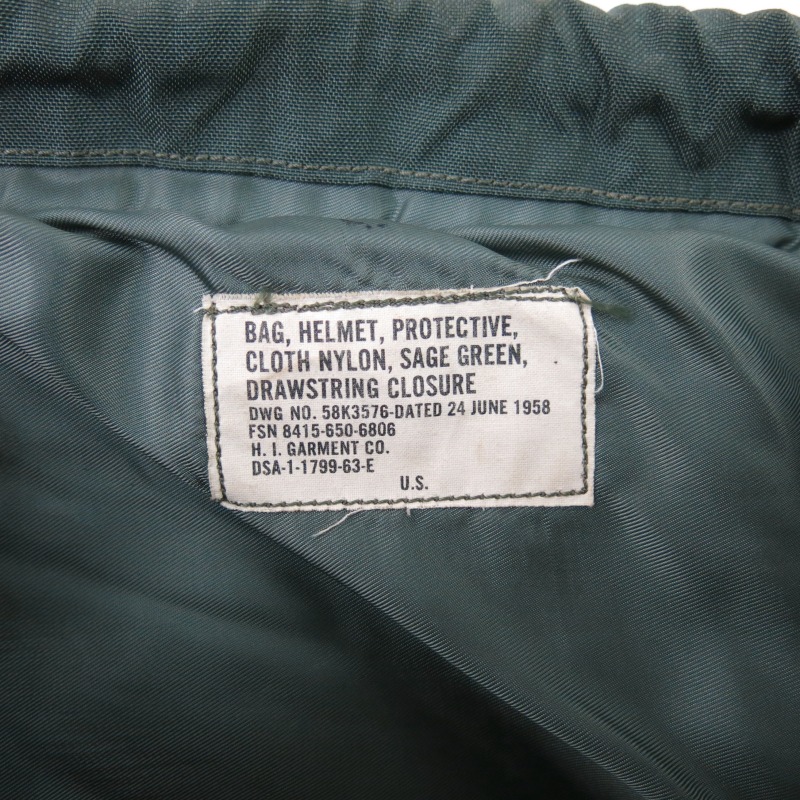 BAG, HELMET, PROTECTIVE,
CLOTH NYLON, SAGE GREEN,
DRAWSTRING CLOSURE
DWG NO. 58K3576-DATED 24 JUNE 1958
FSN 8415-650-6806
H. I. GARMENT CO.
DSA-1-1799-63-E
U.S.